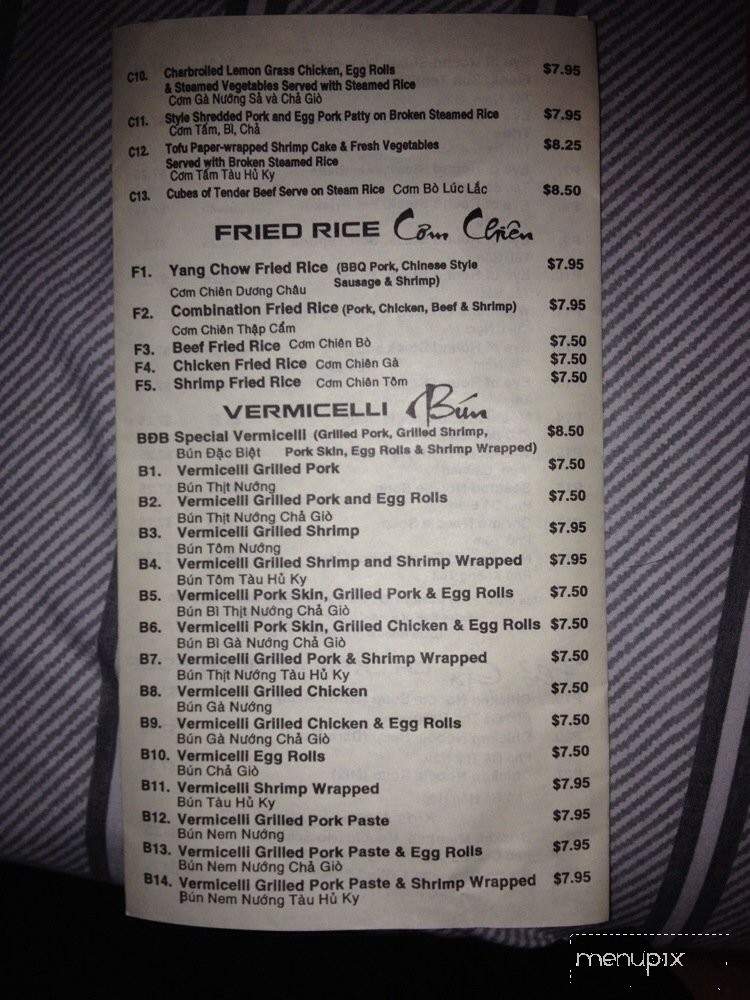 C10. Charbroiled Lemon Grass Chicken, Egg Rolls $7.95
& Steamed Vegetables Served with Steamed Rice
Cơm Gà Nướng Sả và Chả Giò
C11. Style Shredded Pork and Egg Pork Patty on Broken Steamed Rice $7.95
Cơm Tấm, Bì, Chả
C12. Tofu Paper-wrapped Shrimp Cake & Fresh Vegetables $8.25
Served with Broken Steamed Rice
Cơm Tấm Tàu Hủ Ky
C13. Cubes of Tender Beef Serve on Steam Rice Cơm Bò Lúc Lắc $8.50
FRIED RICE Cơm Chiên
F1. Yang Chow Fried Rice (BBQ Pork, Chinese Style $7.95
Sausage & Shrimp)
Cơm Chiên Dương Châu
F2. Combination Fried Rice (Pork, Chicken, Beef & Shrimp) $7.95
Cơm Chiên Thập Cẩm
F3. Beef Fried Rice Cơm Chiên Bò $7.50
F4. Chicken Fried Rice Cơm Chiên Gà $7.50
F5. Shrimp Fried Rice Cơm Chiên Tôm $7.50
VERMICELLI Bún
BĐB Special Vermicelli (Grilled Pork, Grilled Shrimp, $8.50
Bún Đặc Biệt Pork Skin, Egg Rolls & Shrimp Wrapped)
B1. Vermicelli Grilled Pork $7.50
Bún Thịt Nướng
B2. Vermicelli Grilled Pork and Egg Rolls $7.50
Bún Thịt Nướng Chả Giò
B3. Vermicelli Grilled Shrimp $7.95
Bún Tôm Nướng
B4. Vermicelli Grilled Shrimp and Shrimp Wrapped $7.95
Bún Tôm Tàu Hủ Ky
B5. Vermicelli Pork Skin, Grilled Pork & Egg Rolls $7.50
Bún Bì Thịt Nướng Chả Giò
B6. Vermicelli Pork Skin, Grilled Chicken & Egg Rolls $7.50
Bún Bì Gà Nướng Chả Giò
B7. Vermicelli Grilled Pork & Shrimp Wrapped $7.50
Bún Thịt Nướng Tàu Hủ Ky
B8. Vermicelli Grilled Chicken $7.50
Bún Gà Nướng
B9. Vermicelli Grilled Chicken & Egg Rolls $7.50
Bún Gà Nướng Chả Giò
B10. Vermicelli Egg Rolls $7.50
Bún Chả Giò
B11. Vermicelli Shrimp Wrapped $7.95
Bún Tàu Hủ Ky
B12. Vermicelli Grilled Pork Paste $7.95
Bún Nem Nướng
B13. Vermicelli Grilled Pork Paste & Egg Rolls $7.95
Bún Nem Nướng Chả Giò
B14. Vermicelli Grilled Pork Paste & Shrimp Wrapped $7.95
Bún Nem Nướng Tàu Hủ Ky
menupix